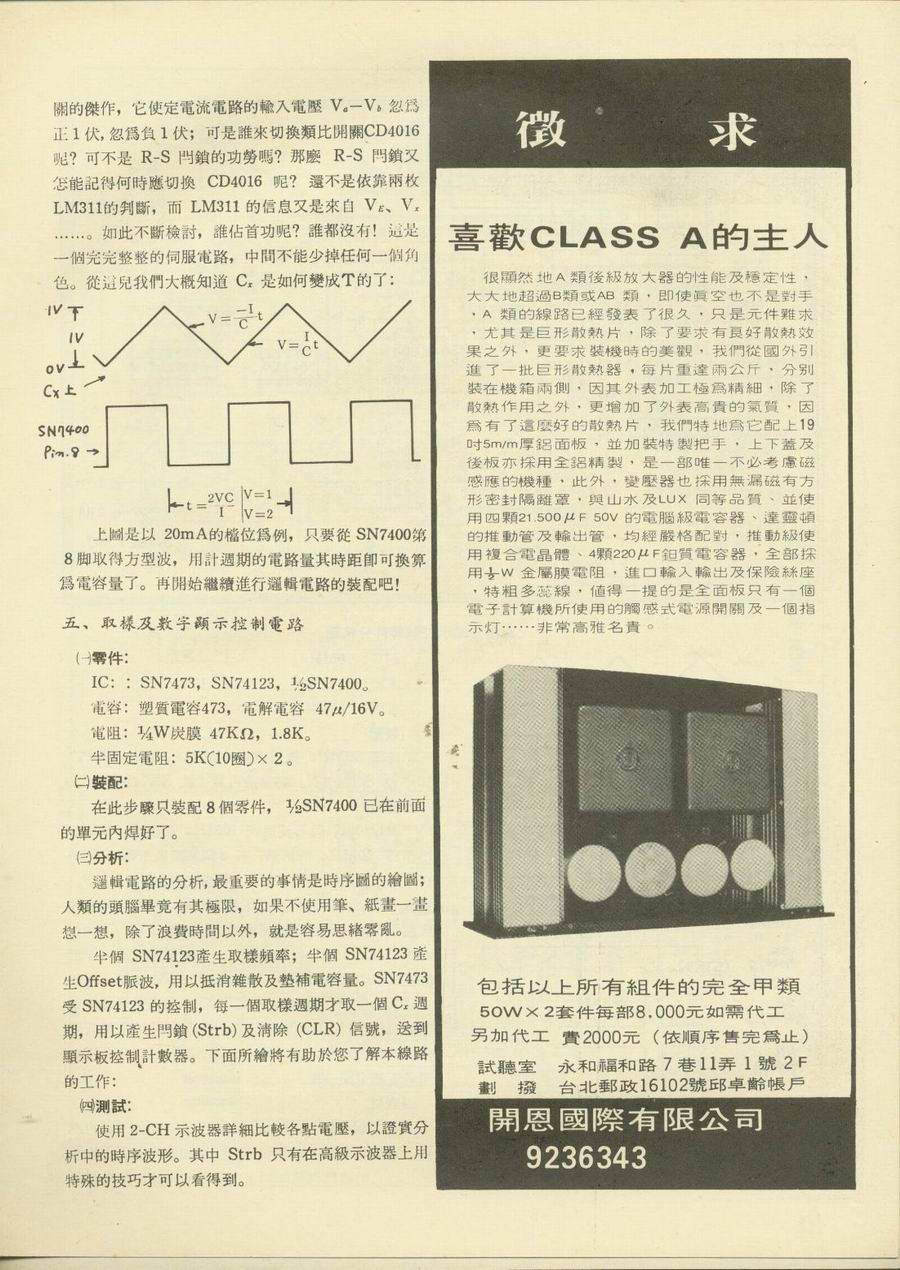 關的傑作，它使定電流電路的輸入電壓 Va－Vb 忽爲
正1伏,忽爲負1伏；可是誰來切換類比開關CD4016
呢？可不是 R-S 閂鎖的功勞嗎？那麼 R-S 閂鎖又
怎能記得何時應切換 CD4016 呢？ 還不是依靠兩枚
LM311的判斷，而 LM311 的信息又是來自 VE、Vx
……。如此不斷檢討，誰佔首功呢？誰都沒有！這是
一個完完整整的伺服電路，中間不能少掉任何一個角
色。從這兒我們大概知道 Cx 是如何變成T的了：
1V
1V
0V
Cx上
V=－I/C t
V=I/C t
SN7400
Pin.8 →
t=2VC/I |V=1 |V=2
上圖是以 20mA的檔位爲例，只要從 SN7400第
8脚取得方型波，用計週期的電路量其時距卽可換算
爲電容量了。再開始繼續進行邏輯電路的裝配吧！
五、取樣及數字顯示控制電路
㈠零件：
IC：：SN7473，SN74123，½SN7400。
電容：塑質電容473，電解電容 47μ/16V。
電阻：¼W炭膜 47KΩ，1.8K。
半固定電阻：5K(10圈)×2。
㈡裝配：
在此步驟只裝配8個零件，½SN7400 已在前面
的單元內焊好了。
㈢分析：
邏輯電路的分析,最重要的事情是時序圖的繪圖；
人類的頭腦畢竟有其極限，如果不使用筆、紙畫一畫
想一想，除了浪費時間以外，就是容易思緒零亂。
半個 SN74123產生取樣頻率；半個 SN74123 產
生Offset脈波，用以抵消雜散及墊補電容量。SN7473
受 SN74123 的控制，每一個取樣週期才取一個 Cx 週
期，用以產生閂鎖 (Strb) 及清除 (CLR) 信號，送到
顯示板控制計數器。下面所繪將有助於您了解本線路
的工作：
㈣測試：
使用 2-CH 示波器詳細比較各點電壓，以證實分
析中的時序波形。其中 Strb 只有在高級示波器上用
特殊的技巧才可以看得到。
徵　求
喜歡CLASS A的主人
很顯然地A類後級放大器的性能及穩定性，
大大地超過B類或AB 類，即使眞空也不是對手
，A 類的線路已經發表了很久，只是元件難求
，尤其是巨形散熱片，除了要求有良好散熱效
果之外，更要求裝機時的美觀，我們從國外引
進了一批巨形散熱器，每片重達兩公斤，分別
裝在機箱兩側，因其外表加工極爲精細，除了
散熱作用之外，更增加了外表高貴的氣質，因
爲有了這麼好的散熱片，我們特地爲它配上19
吋5m/m厚鋁面板，並加裝特製把手，上下蓋及
後板亦採用全鋁精製，是一部唯一不必考慮磁
感應的機種，此外，變壓器也採用無漏磁有方
形密封隔離罩，與山水及LUX 同等品質、並使
用四顆21.500μF 50V 的電腦級電容器、達靈頓
的推動管及輸出管，均經嚴格配對，推動級使
用複合電晶體、4顆220μF鉭質電容器，全部採
用½W 金屬膜電阻，進口輸入輸出及保險絲座
，特粗多蕊線，値得一提的是全面板只有一個
電子計算機所使用的觸感式電源開關及一個指
示灯……非常高雅名貴。
包括以上所有組件的完全甲類
50W×2套件每部8.000元如需代工
另加代工 費2000元（依順序售完爲止）
試聽室　永和福和路7巷11弄1號2F
劃　撥　台北郵政16102號邱卓齡帳戶
開恩國際有限公司
9236343